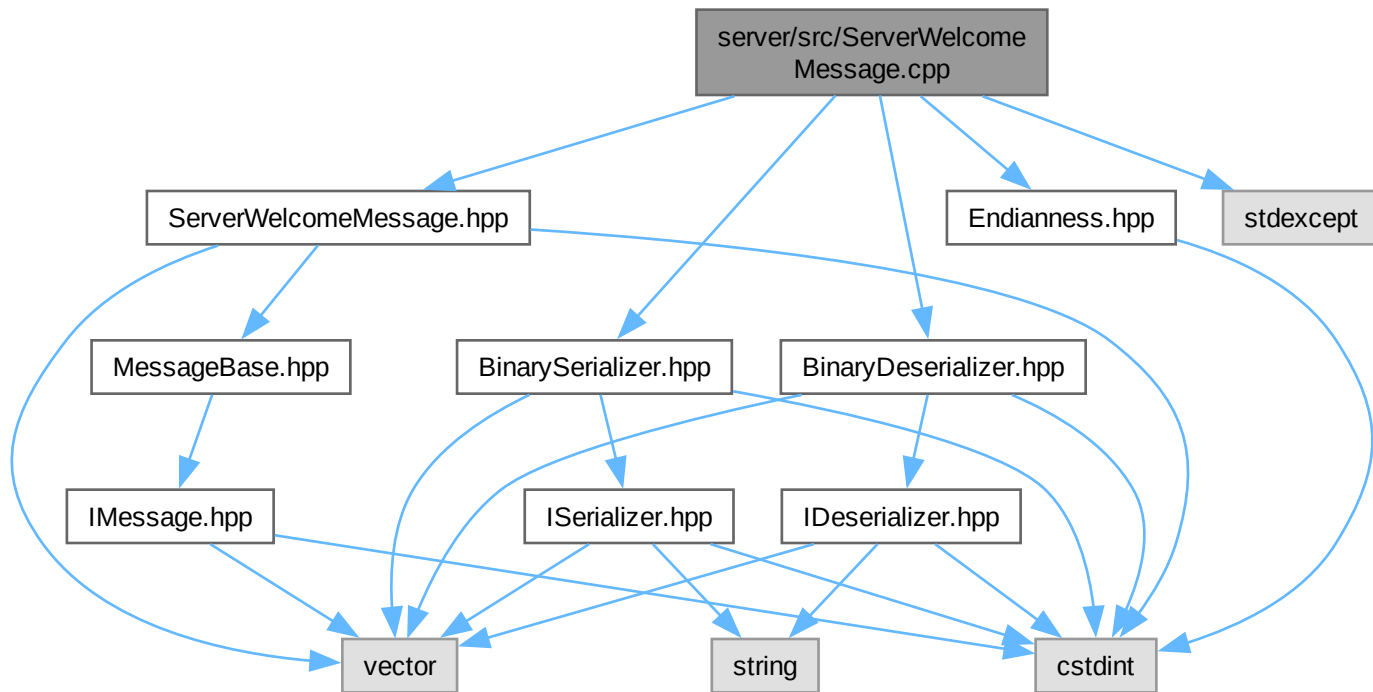 server/src/ServerWelcome
Message.cpp
ServerWelcomeMessage.hpp
Endianness.hpp
stdexcept
MessageBase.hpp
BinarySerializer.hpp
BinaryDeserializer.hpp
IMessage.hpp
ISerializer.hpp
IDeserializer.hpp
vector
string
cstdint